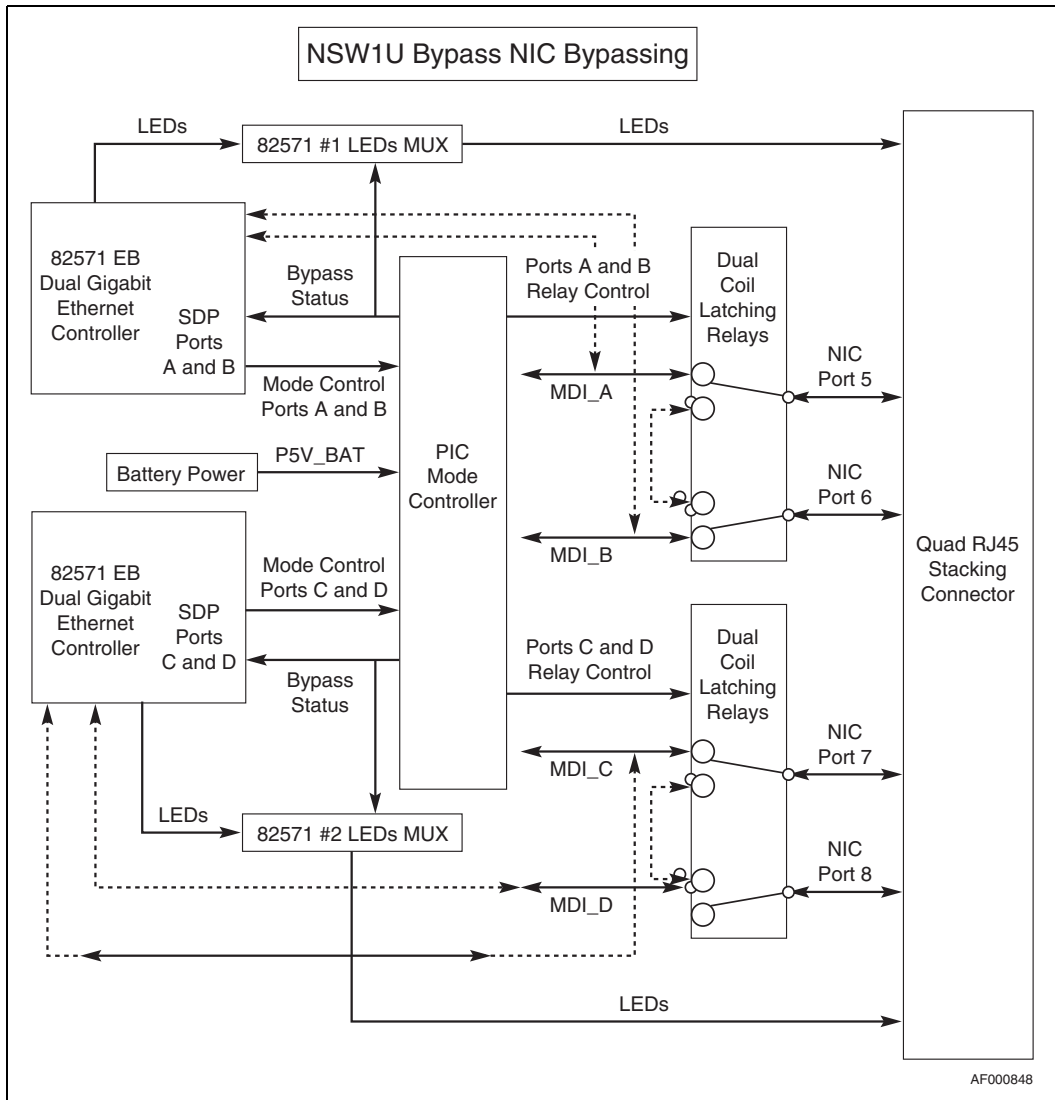 NSW1U Bypass NIC Bypassing
LEDs
82571 #1 LEDs MUX
LEDs
82571 EB
Dual Gigabit
Ethernet
Controller
SDP
Ports
A and B
Bypass
Status
Mode Control
Ports A and B
Battery Power
P5V_BAT
PIC
Mode
Controller
Ports A and B
Relay Control
MDI_A
MDI_B
Dual
Coil
Latching
Relays
NIC
Port 5
NIC
Port 6
Quad RJ45
Stacking
Connector
82571 EB
Dual Gigabit
Ethernet
Controller
SDP
Ports
C and D
Mode Control
Ports C and D
Bypass
Status
Ports C and D
Relay Control
MDI_C
MDI_D
Dual
Coil
Latching
Relays
NIC
Port 7
NIC
Port 8
LEDs
82571 #2 LEDs MUX
LEDs
AF000848